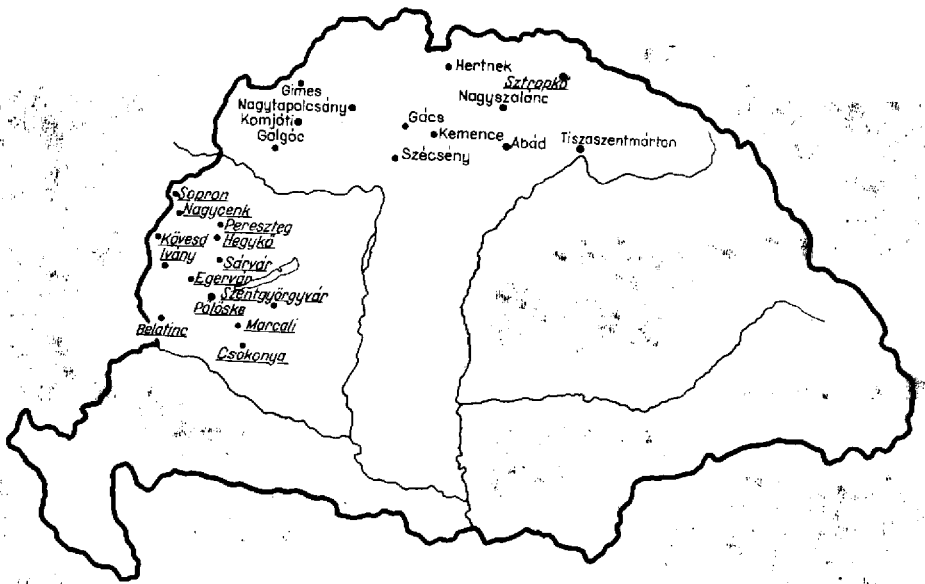 Hertnek
Sztropkó
Gimes
Nagytapolcsány
Nagyszalánc
Komjáti
Gács
Galgóc
Kemence
Abád
Tiszaszentmárton
Szécsény
Sopron
Nagycenk
Pereszteg
Kövesd
Hegykő
Ivány
Sárvár
Egervár
Szentgyörgyvár
Pölöske
Belatinc
Marcali
Csokonya